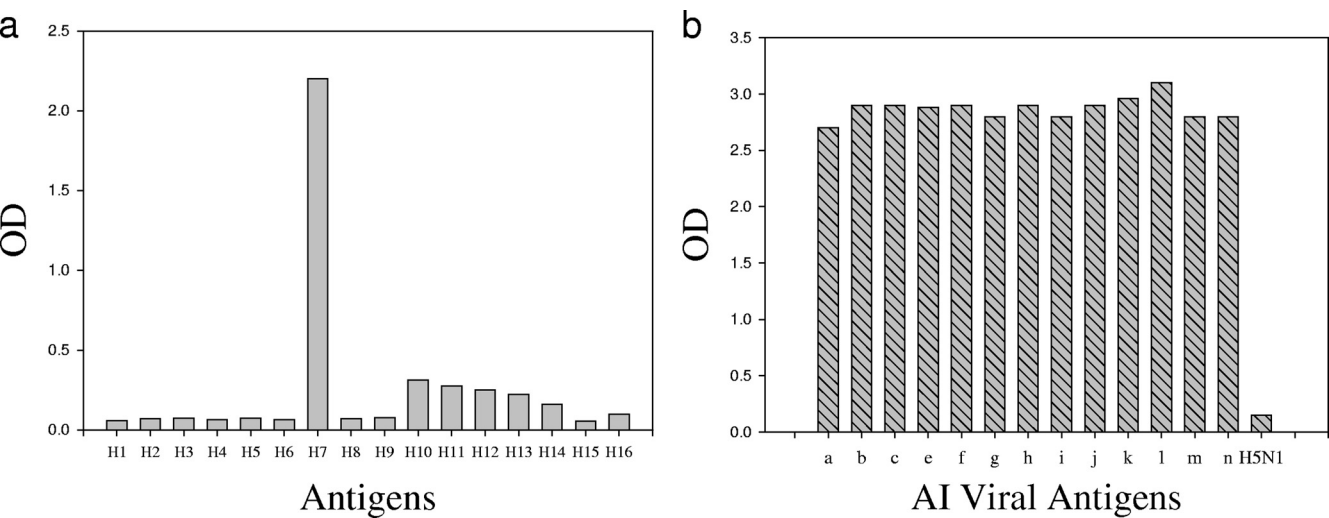 a
2.5
2.0
1.5
1.0
0.5
0.0
OD
H1 H2 H3 H4 H5 H6 H7 H8 H9 H10 H11 H12 H13 H14 H15 H16
Antigens
b
3.5
3.0
2.5
2.0
1.5
1.0
0.5
0.0
OD
a b c e f g h i j k l m n H5N1
AI Viral Antigens